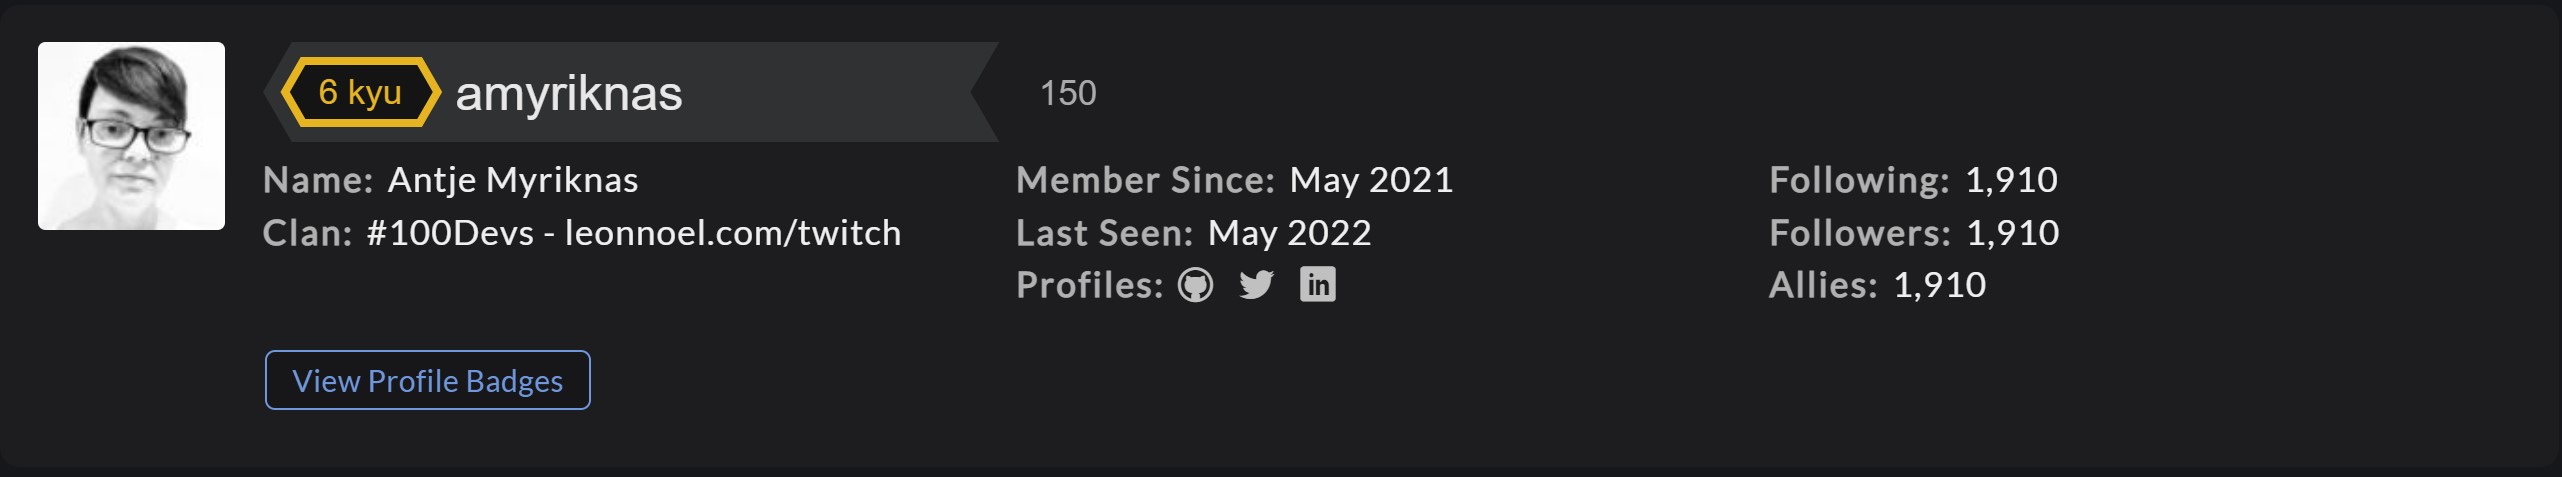 6 kyu amyriknas 150
Name: Antje Myriknas
Clan: #100Devs - leonnoel.com/twitch
Member Since: May 2021
Last Seen: May 2022
Profiles: in
Following: 1,910
Followers: 1,910
Allies: 1,910
View Profile Badges